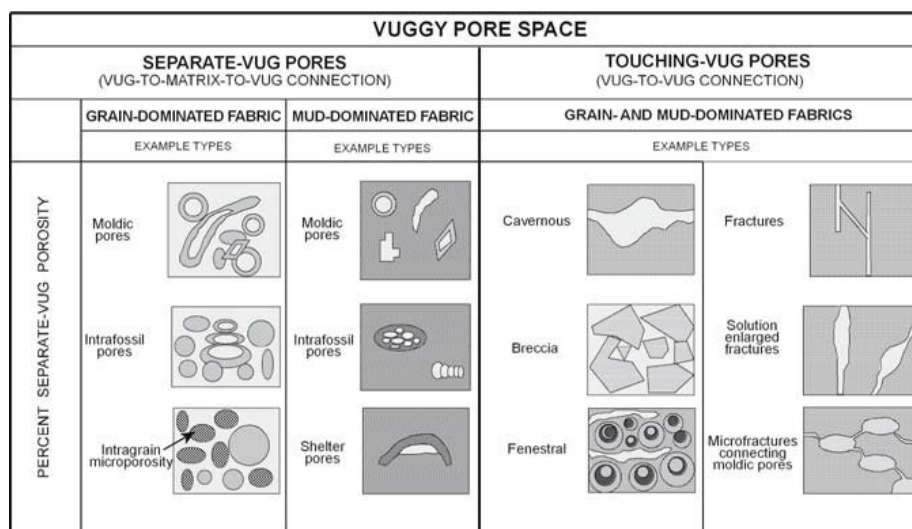 VUGGY PORE SPACE
SEPARATE-VUG PORES
(VUG-TO-MATRIX-TO-VUG CONNECTION)
TOUCHING-VUG PORES
(VUG-TO-VUG CONNECTION)
GRAIN-DOMINATED FABRIC
MUD-DOMINATED FABRIC
GRAIN- AND MUD-DOMINATED FABRICS
EXAMPLE TYPES
EXAMPLE TYPES
EXAMPLE TYPES
PERCENT SEPARATE-VUG POROSITY
Moldic
pores
Moldic
pores
Cavernous
Fractures
Intrafossil
pores
Intrafossil
pores
Breccia
Solution
enlarged
fractures
Intragrain
microporosity
Shelter
pores
Fenestral
Microfractures
connecting
moldic pores